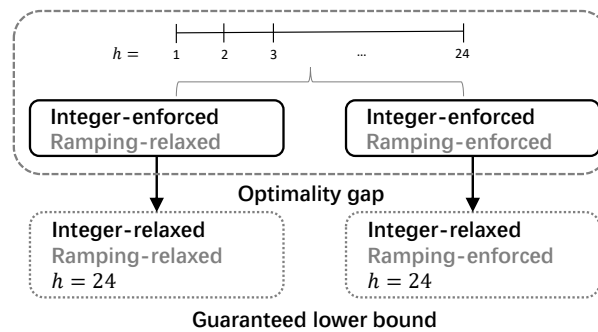 h = 1 2 3 ... 24
Integer-enforced
Ramping-relaxed
Integer-enforced
Ramping-enforced
Optimality gap
Integer-relaxed
Ramping-relaxed
h = 24
Integer-relaxed
Ramping-enforced
h = 24
Guaranteed lower bound